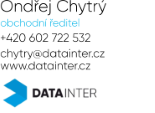 Ondřej Chytrý
obchodní ředitel
+420 602 722 532
chytry@datainter.cz
www.datainter.cz
DATAINTER